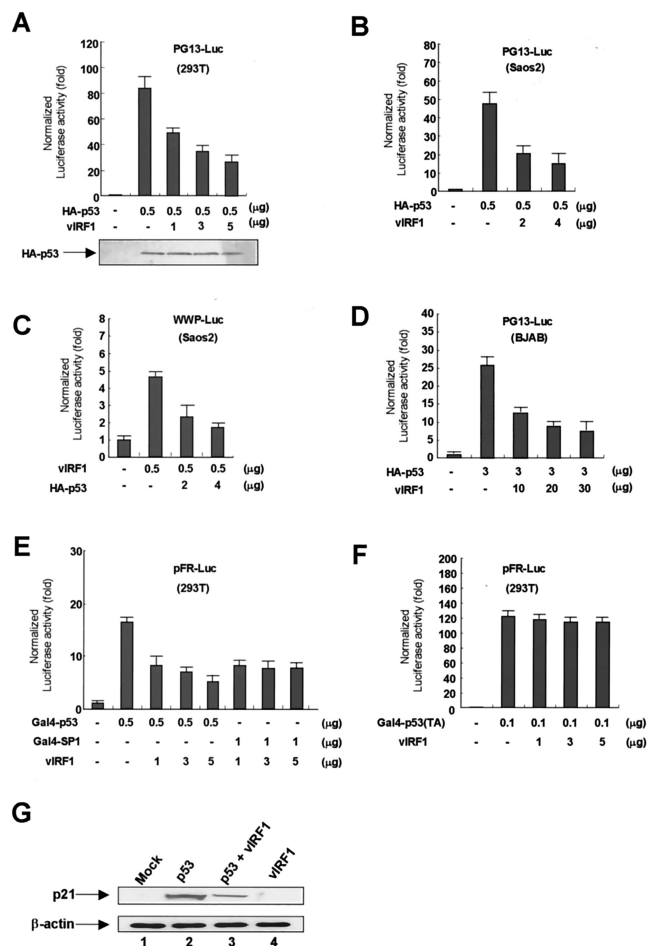 A
PG13-Luc
(293T)
Normalized
Luciferase activity (fold)
120
100
80
60
40
20
0
HA-p53 - 0.5 0.5 0.5 0.5 (μg)
vIRF1 - - 1 3 5 (μg)
HA-p53
B
PG13-Luc
(Saos2)
Normalized
Luciferase activity (fold)
80
70
60
50
40
30
20
10
0
HA-p53 - 0.5 0.5 0.5 (μg)
vIRF1 - - 2 4 (μg)
C
WWP-Luc
(Saos2)
Normalized
Luciferase activity (fold)
8
7
6
5
4
3
2
1
0
vIRF1 - 0.5 0.5 0.5 (μg)
HA-p53 - - 2 4 (μg)
D
PG13-Luc
(BJAB)
Normalized
Luciferase activity (fold)
40
35
30
25
20
15
10
5
0
HA-p53 - 3 3 3 3 (μg)
vIRF1 - - 10 20 30 (μg)
E
pFR-Luc
(293T)
Normalized
Luciferase activity (fold)
30
20
10
0
Gal4-p53 - 0.5 0.5 0.5 0.5 - - - (μg)
Gal4-SP1 - - - - - 1 1 1 (μg)
vIRF1 - - 1 3 5 1 3 5 (μg)
F
pFR-Luc
(293T)
Normalized
Luciferase activity (fold)
200
180
160
140
120
100
80
60
40
20
0
Gal4-p53(TA) - 0.1 0.1 0.1 0.1 (μg)
vIRF1 - - 1 3 5 (μg)
G
Mock p53 p53 + vIRF1 vIRF1
p21
β-actin
1 2 3 4